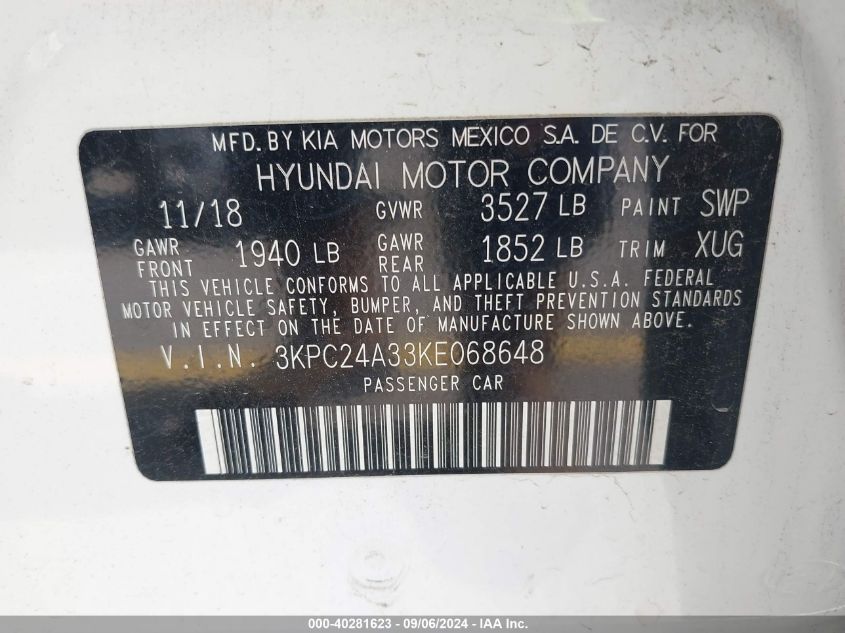 MFD. BY KIA MOTORS MEXICO S.A. DE C.V. FOR
HYUNDAI MOTOR COMPANY
11/18 GVWR 3527 LB PAINT SWP
GAWR FRONT 1940 LB GAWR REAR 1852 LB TRIM XUG
THIS VEHICLE CONFORMS TO ALL APPLICABLE U.S.A. FEDERAL
MOTOR VEHICLE SAFETY, BUMPER, AND THEFT PREVENTION STANDARDS
IN EFFECT ON THE DATE OF MANUFACTURE SHOWN ABOVE.
V.I.N. 3KPC24A33KE068648
PASSENGER CAR
000-40281623 - 09/06/2024 - IAA Inc.